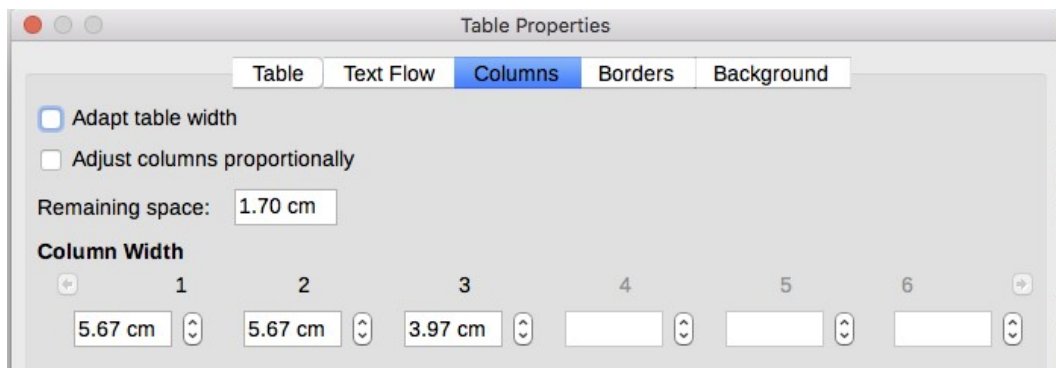 Table Properties
Table Text Flow Columns Borders Background
Adapt table width
Adjust columns proportionally
Remaining space: 1.70 cm
Column Width
1 2 3 4 5 6
5.67 cm 5.67 cm 3.97 cm